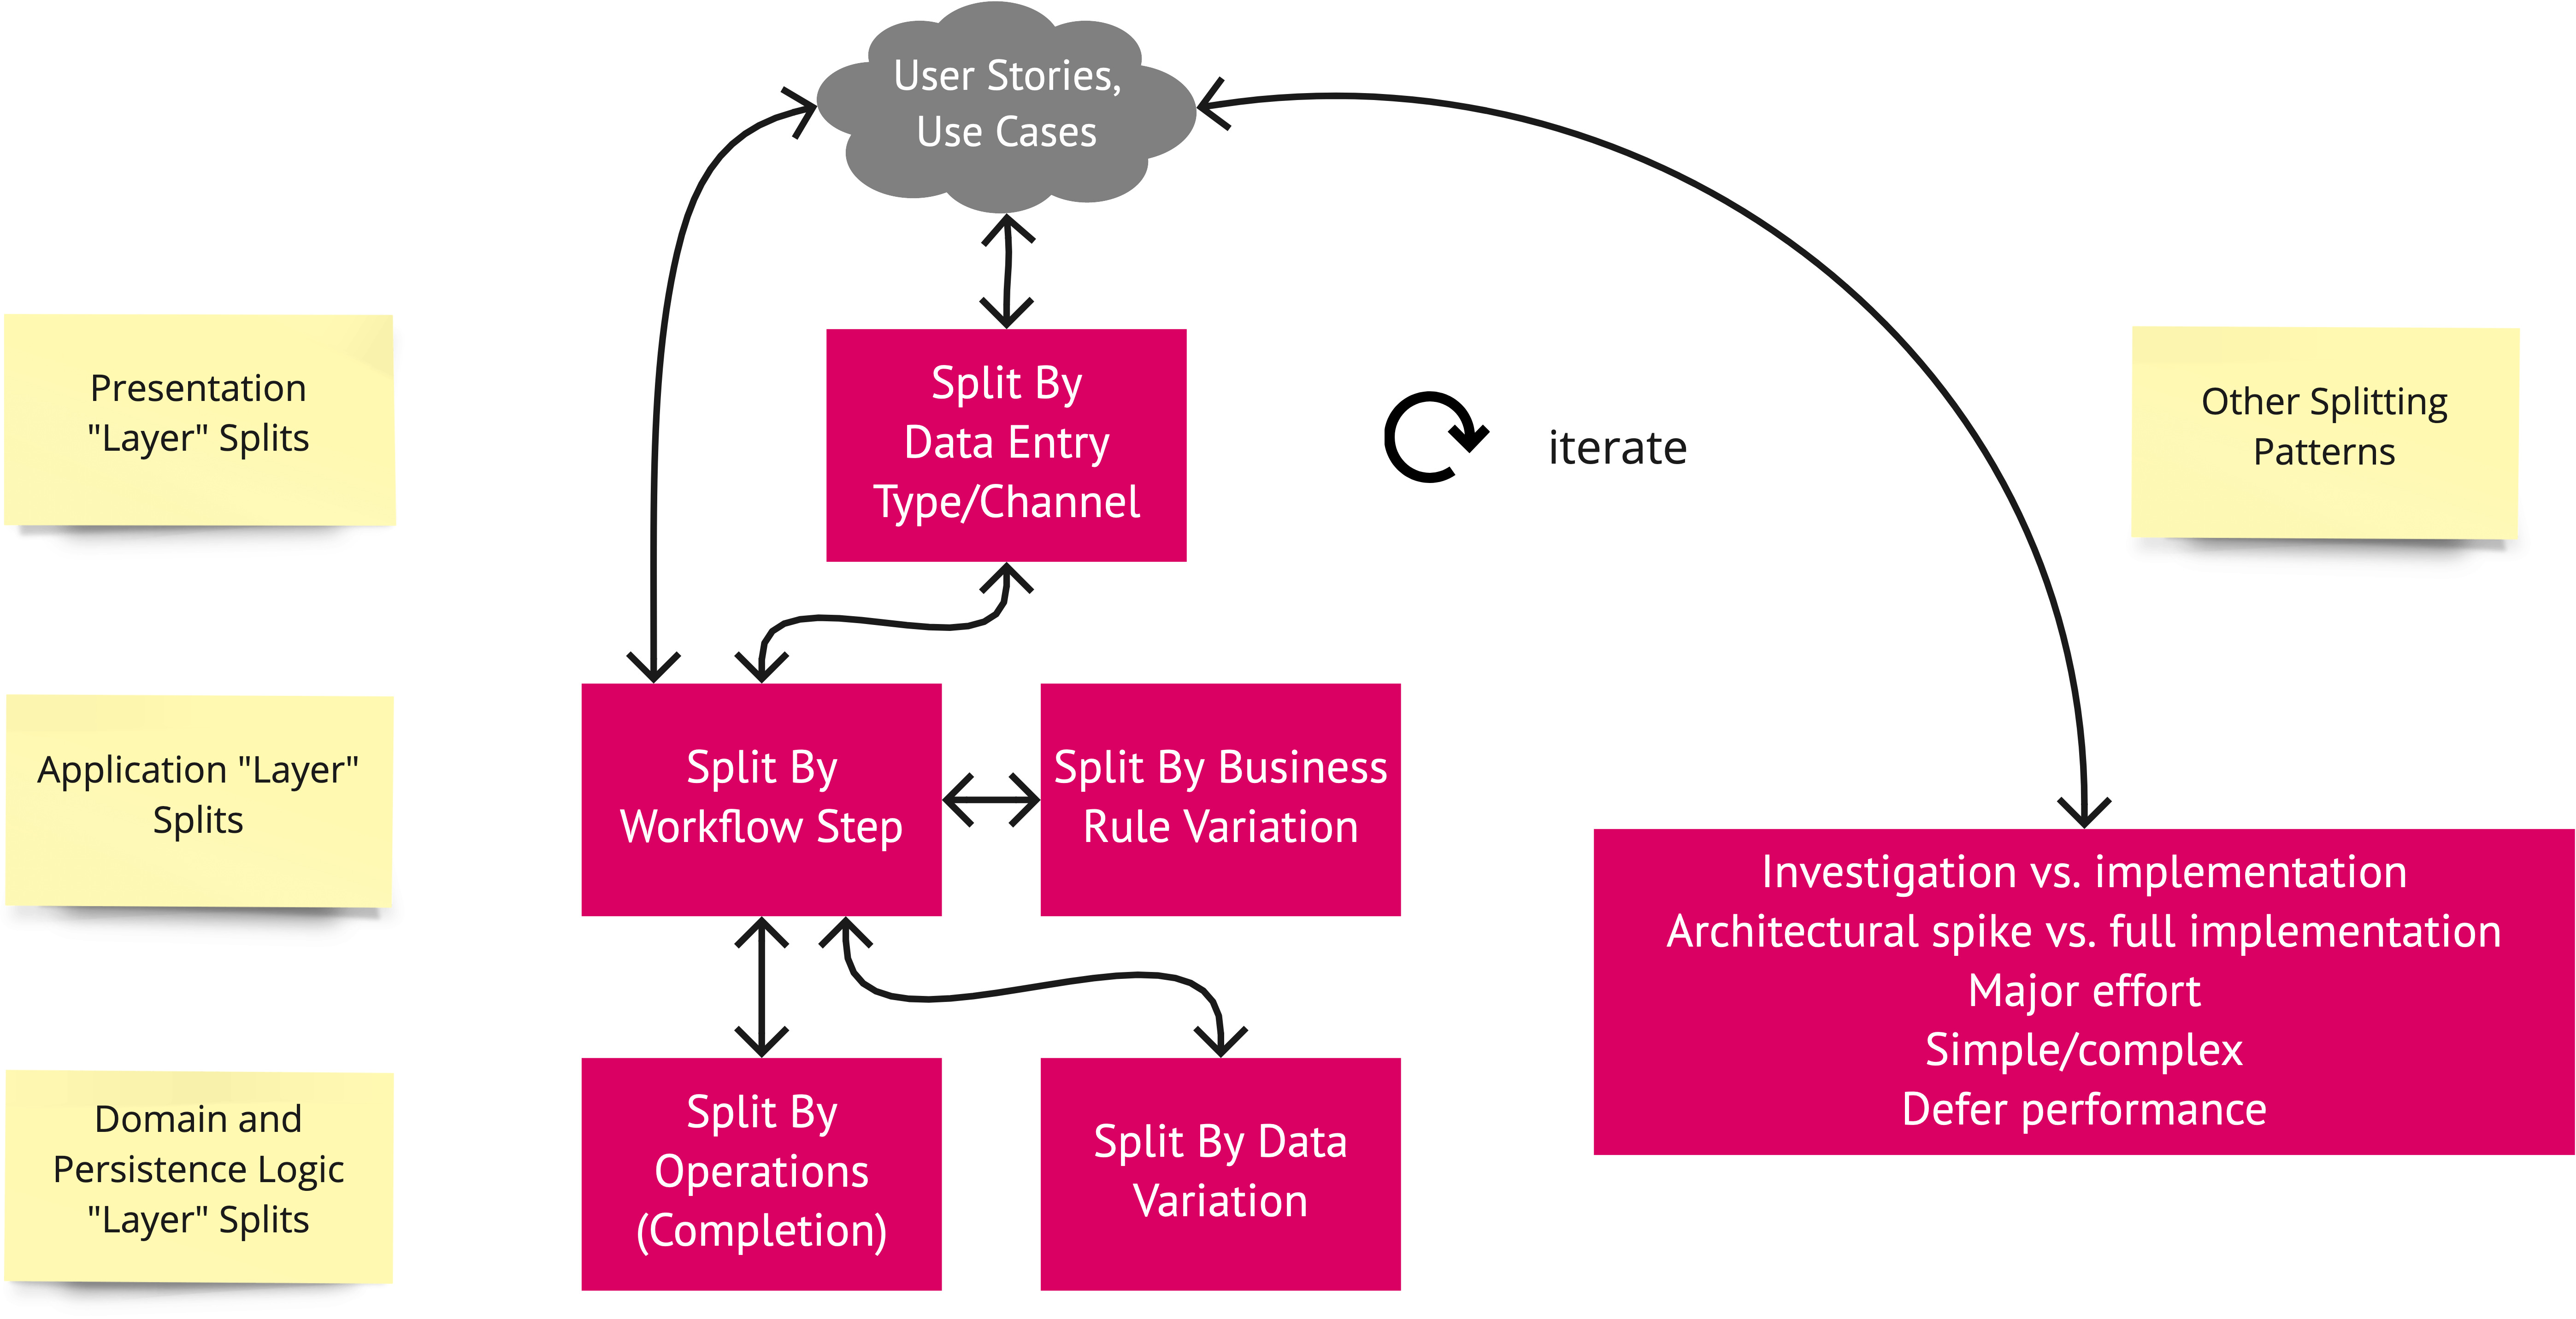 User Stories,
Use Cases
Presentation
"Layer" Splits
Split By
Data Entry
Type/Channel
iterate
Other Splitting
Patterns
Application "Layer"
Splits
Split By
Workflow Step
Split By Business
Rule Variation
Investigation vs. implementation
Architectural spike vs. full implementation
Major effort
Simple/complex
Defer performance
Domain and
Persistence Logic
"Layer" Splits
Split By
Operations
(Completion)
Split By Data
Variation